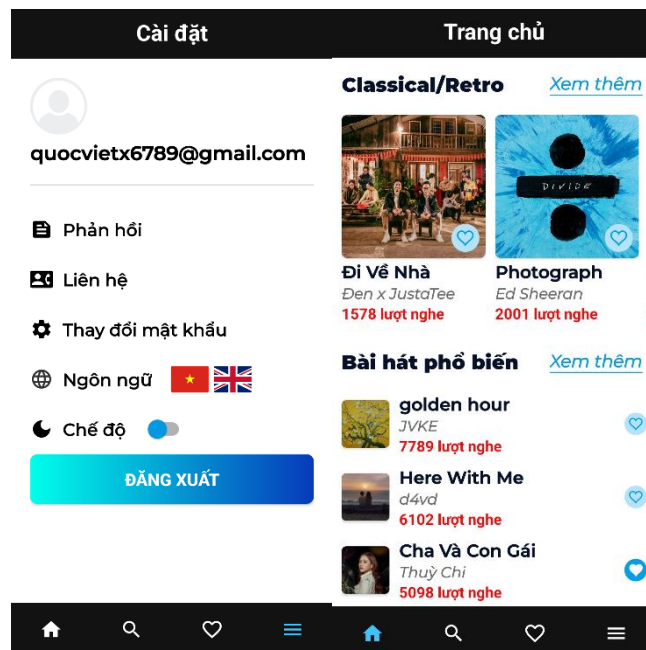 Cài đặt
quocvietx6789@gmail.com
Phản hồi
Liên hệ
Thay đổi mật khẩu
Ngôn ngữ
Chế độ
ĐĂNG XUẤT
Trang chủ
Classical/Retro Xem thêm
DIVIDE
Đi Về Nhà
Đen x JustaTee
1578 lượt nghe
Photograph
Ed Sheeran
2001 lượt nghe
Bài hát phổ biến Xem thêm
golden hour
JVKE
7789 lượt nghe
Here With Me
d4vd
6102 lượt nghe
Cha Và Con Gái
Thuỳ Chi
5098 lượt nghe